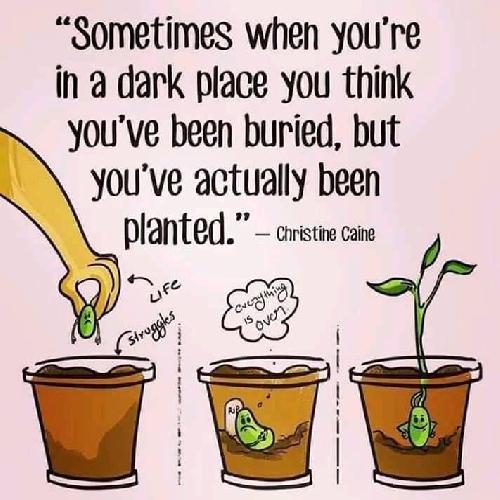 “Sometimes when you're
in a dark place you think
you've been buried, but
you've actually been
planted.” — Christine Caine
LIFE
struggles
everything
is over!
RIP